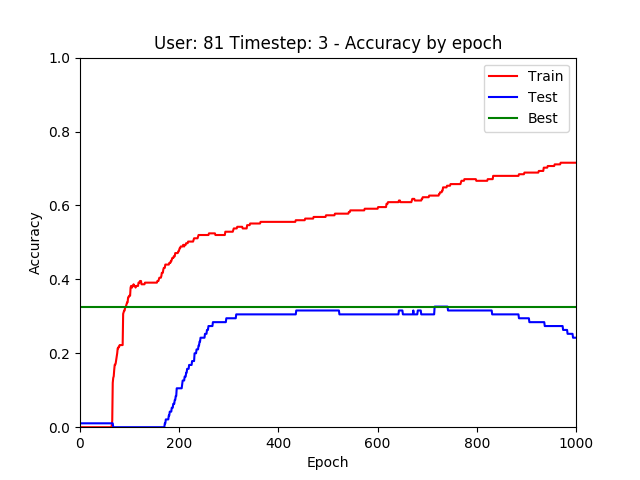 User: 81 Timestep: 3 - Accuracy by epoch
1.0
0.8
0.6
0.4
0.2
0.0
Accuracy
Train
Test
Best
0 200 400 600 800 1000
Epoch